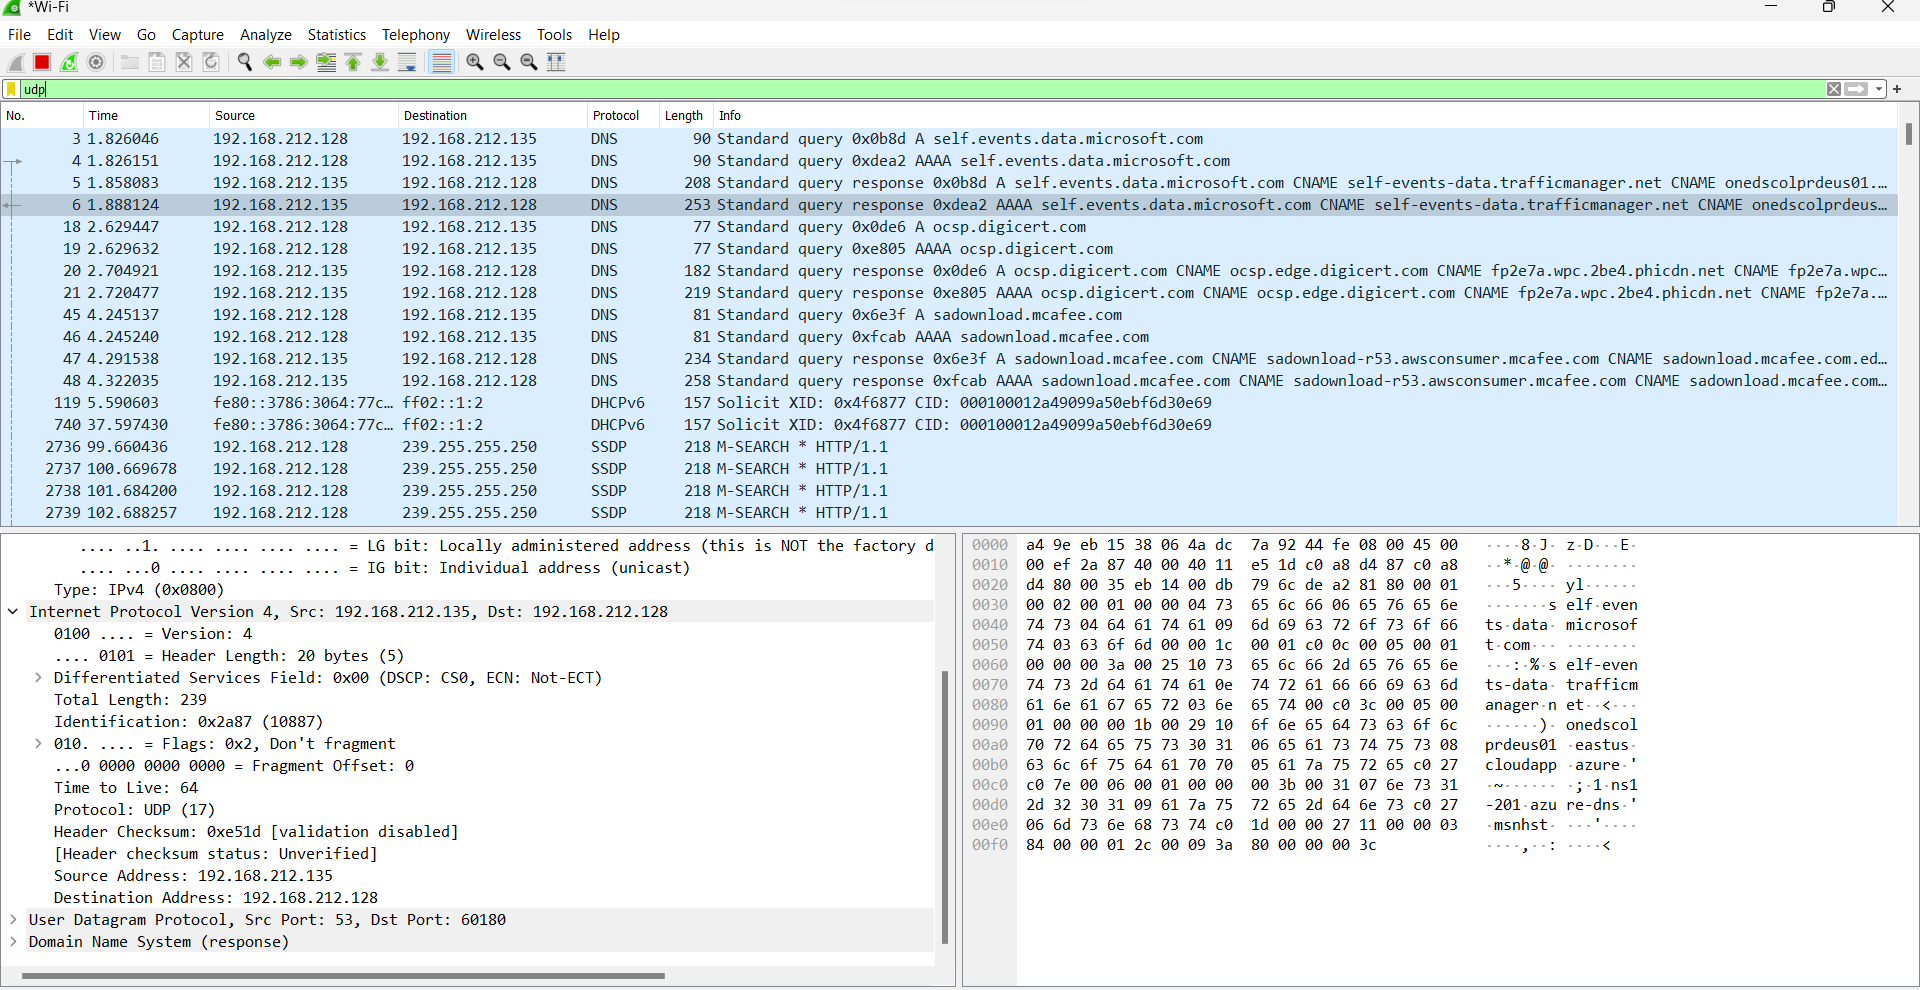 *Wi-Fi
File Edit View Go Capture Analyze Statistics Telephony Wireless Tools Help
udp
No. Time Source Destination Protocol Length Info
3 1.826046 192.168.212.128 192.168.212.135 DNS 90 Standard query 0x0b8d A self.events.data.microsoft.com
4 1.826151 192.168.212.128 192.168.212.135 DNS 90 Standard query 0xdea2 AAAA self.events.data.microsoft.com
5 1.858083 192.168.212.135 192.168.212.128 DNS 208 Standard query response 0x0b8d A self.events.data.microsoft.com CNAME self-events-data.trafficmanager.net CNAME onedscolprdeus01....
6 1.888124 192.168.212.135 192.168.212.128 DNS 253 Standard query response 0xdea2 AAAA self.events.data.microsoft.com CNAME self-events-data.trafficmanager.net CNAME onedscolprdeus...
18 2.629447 192.168.212.128 192.168.212.135 DNS 77 Standard query 0x0de6 A ocsp.digicert.com
19 2.629632 192.168.212.128 192.168.212.135 DNS 77 Standard query 0xe805 AAAA ocsp.digicert.com
20 2.704921 192.168.212.135 192.168.212.128 DNS 182 Standard query response 0x0de6 A ocsp.digicert.com CNAME ocsp.edge.digicert.com CNAME fp2e7a.wpc.2be4.phicdn.net CNAME fp2e7a.wpc...
21 2.720477 192.168.212.135 192.168.212.128 DNS 219 Standard query response 0xe805 AAAA ocsp.digicert.com CNAME ocsp.edge.digicert.com CNAME fp2e7a.wpc.2be4.phicdn.net CNAME fp2e7a....
45 4.245137 192.168.212.128 192.168.212.135 DNS 81 Standard query 0x6e3f A sadownload.mcafee.com
46 4.245240 192.168.212.128 192.168.212.135 DNS 81 Standard query 0xfcab AAAA sadownload.mcafee.com
47 4.291538 192.168.212.135 192.168.212.128 DNS 234 Standard query response 0x6e3f A sadownload.mcafee.com CNAME sadownload-r53.awsconsumer.mcafee.com CNAME sadownload.mcafee.com.ed...
48 4.322035 192.168.212.135 192.168.212.128 DNS 258 Standard query response 0xfcab AAAA sadownload.mcafee.com CNAME sadownload-r53.awsconsumer.mcafee.com CNAME sadownload.mcafee.com...
119 5.590603 fe80::3786:3064:77c... ff02::1:2 DHCPv6 157 Solicit XID: 0x4f6877 CID: 000100012a49099a50ebf6d30e69
740 37.597430 fe80::3786:3064:77c... ff02::1:2 DHCPv6 157 Solicit XID: 0x4f6877 CID: 000100012a49099a50ebf6d30e69
2736 99.660436 192.168.212.128 239.255.255.250 SSDP 218 M-SEARCH * HTTP/1.1
2737 100.669678 192.168.212.128 239.255.255.250 SSDP 218 M-SEARCH * HTTP/1.1
2738 101.684200 192.168.212.128 239.255.255.250 SSDP 218 M-SEARCH * HTTP/1.1
2739 102.688257 192.168.212.128 239.255.255.250 SSDP 218 M-SEARCH * HTTP/1.1
.... ..1. .... .... .... .... = LG bit: Locally administered address (this is NOT the factory d
.... ...0 .... .... .... .... = IG bit: Individual address (unicast)
Type: IPv4 (0x0800)
Internet Protocol Version 4, Src: 192.168.212.135, Dst: 192.168.212.128
0100 .... = Version: 4
.... 0101 = Header Length: 20 bytes (5)
Differentiated Services Field: 0x00 (DSCP: CS0, ECN: Not-ECT)
Total Length: 239
Identification: 0x2a87 (10887)
010. .... = Flags: 0x2, Don't fragment
...0 0000 0000 0000 = Fragment Offset: 0
Time to Live: 64
Protocol: UDP (17)
Header Checksum: 0xe51d [validation disabled]
[Header checksum status: Unverified]
Source Address: 192.168.212.135
Destination Address: 192.168.212.128
User Datagram Protocol, Src Port: 53, Dst Port: 60180
Domain Name System (response)
0000 a4 9e eb 15 38 06 4a dc 7a 92 44 fe 08 00 45 00 ····8·J· z·D···E·
0010 00 ef 2a 87 40 00 40 11 e5 1d c0 a8 d4 87 c0 a8 ··*·@·@· ········
0020 d4 80 00 35 eb 14 00 db 79 6c de a2 81 80 00 01 ···5···· yl······
0030 00 02 00 01 00 00 04 73 65 6c 66 06 65 76 65 6e ·······s elf·even
0040 74 73 04 64 61 74 61 09 6d 69 63 72 6f 73 6f 66 ts·data· microsof
0050 74 03 63 6f 6d 00 00 1c 00 01 c0 0c 00 05 00 01 t·com··· ········
0060 00 00 00 3a 00 25 10 73 65 6c 66 2d 65 76 65 6e ···:·%·s elf-even
0070 74 73 2d 64 61 74 61 0e 74 72 61 66 66 69 63 6d ts-data· trafficm
0080 61 6e 61 67 65 72 03 6e 65 74 00 c0 3c 00 05 00 anager·n et··<···
0090 01 00 00 00 1b 00 29 10 6f 6e 65 64 73 63 6f 6c ······)· onedscol
00a0 70 72 64 65 75 73 30 31 06 65 61 73 74 75 73 08 prdeus01 ·eastus·
00b0 63 6c 6f 75 64 61 70 70 05 61 7a 75 72 65 c0 27 cloudapp ·azure·'
00c0 c0 7e 00 06 00 01 00 00 00 3b 00 31 07 6e 73 31 ·~······ ·;·1·ns1
00d0 2d 32 30 31 09 61 7a 75 72 65 2d 64 6e 73 c0 27 -201·azu re-dns·'
00e0 06 6d 73 6e 68 73 74 c0 1d 00 00 27 11 00 00 03 ·msnhst· ···'····
00f0 84 00 00 01 2c 00 09 3a 80 00 00 00 3c ····,··: ····<